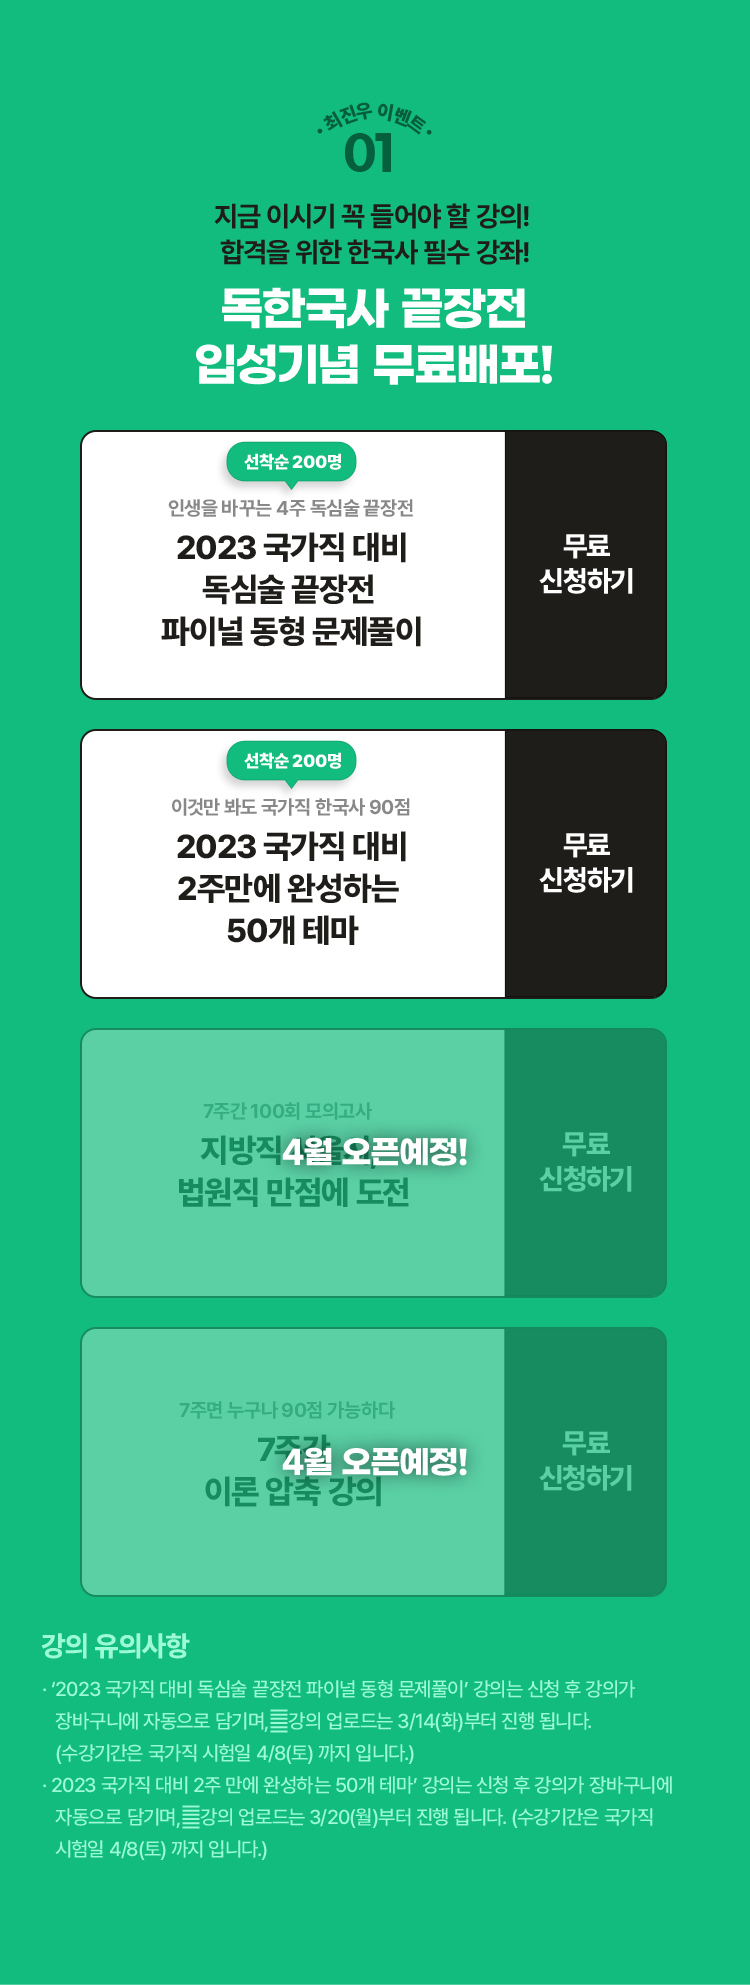 · 최진우 이벤트 ·
01
지금 이시기 꼭 들어야 할 강의!
합격을 위한 한국사 필수 강좌!
독한국사 끝장전
입성기념 무료배포!
선착순 200명
인생을 바꾸는 4주 독심술 끝장전
2023 국가직 대비
독심술 끝장전
파이널 동형 문제풀이
무료
신청하기
선착순 200명
이것만 봐도 국가직 한국사 90점
2023 국가직 대비
2주만에 완성하는
50개 테마
무료
신청하기
7주간 100회 모의고사
지방직
4월 오픈예정!
법원직 만점에 도전
무료
신청하기
7주면 누구나 90점 가능하다
7주간
4월 오픈예정!
이론 압축 강의
무료
신청하기
강의 유의사항
· ‘2023 국가직 대비 독심술 끝장전 파이널 동형 문제풀이’ 강의는 신청 후 강의가
장바구니에 자동으로 담기며, 강의 업로드는 3/14(화)부터 진행 됩니다.
(수강기간은 국가직 시험일 4/8(토) 까지 입니다.)
· 2023 국가직 대비 2주 만에 완성하는 50개 테마’ 강의는 신청 후 강의가 장바구니에
자동으로 담기며, 강의 업로드는 3/20(월)부터 진행 됩니다. (수강기간은 국가직
시험일 4/8(토) 까지 입니다.)